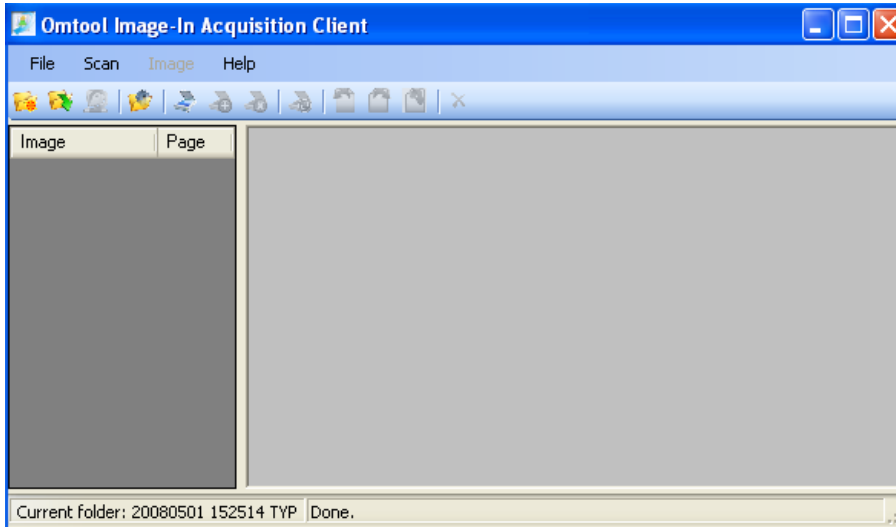 Omtool Image-In Acquisition Client
File Scan Image Help
Image Page
Current folder: 20080501 152514 TYP Done.